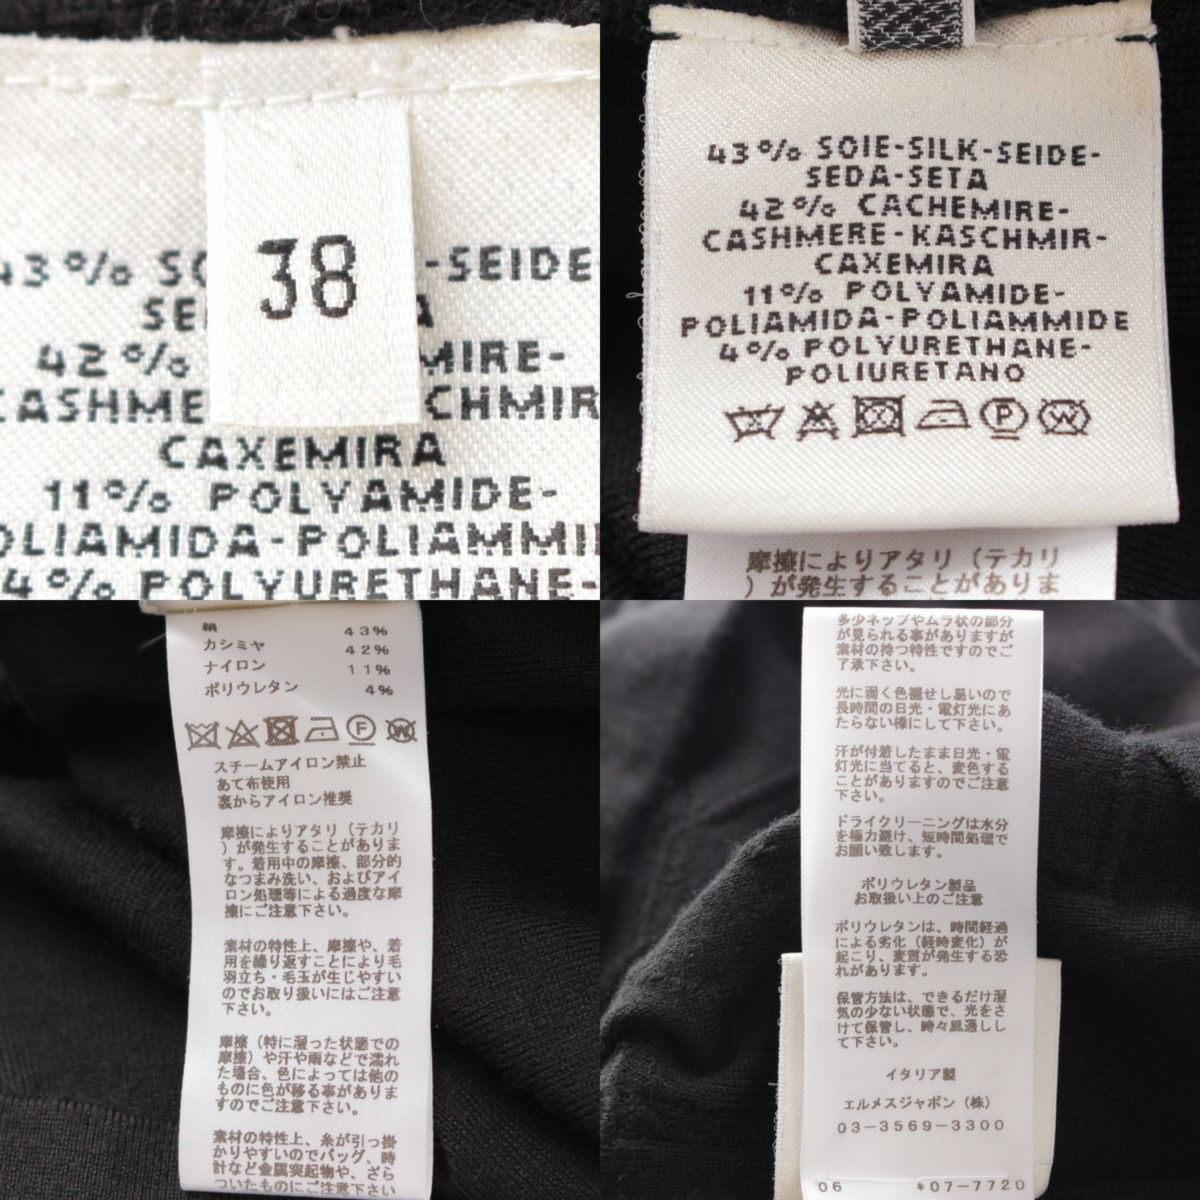 43% SO -SEIDE-
SE A
42% MIRE-
CASHME CHMIR
CAXEMIRA
11% POLYAMIDE-
OLIAMIDA-POLIAMMI
4% POLYURETHANE-
38
43% SOIE-SILK-SEIDE-
SEDA-SETA
42% CACHEMIRE-
CASHMERE-KASCHMIR-
CAXEMIRA
11% POLYAMIDE-
POLIAMIDA-POLIAMMIDE
4% POLYURETHANE-
POLIURETANO
P W
摩擦によりアタリ（テカリ
）が発生することがありま
絹 43%
カシミヤ 42%
ナイロン 11%
ポリウレタン 4%
P W
スチームアイロン禁止
あて布使用
裏からアイロン推奨
摩擦によりアタリ（テカリ
）が発生することがありま
す。着用中の摩擦、部分的
なつまみ洗い、およびアイ
ロン処理等による過度な摩
擦にご注意下さい。
素材の特性上、摩擦や、着
用を繰り返すことにより毛
羽立ち・毛玉が生じやすい
のでお取り扱いにはご注意
下さい。
摩擦（特に湿った状態での
摩擦）や汗や雨などで濡れ
た場合、色によっては他の
ものに色が移る事がありま
すのでご注意下さい。
素材の特性上、糸が引っ掛
かりやすいのでバッグ、時
計など金属突起物や、ざら
ついたものにご注意下さい
多少ネップやムラ状の部分
が見られる事がありますが
素材の持つ特性ですのでご
了承下さい。
光に弱く色褪せし易いので
長時間の日光・電灯光にあ
たらない様にして下さい。
汗が付着したまま日光・電
灯光に当てると、変色する
ことがありますのでご注意
下さい。
ドライクリーニングは水分
を極力避け、短時間処理で
お願い致します。
ポリウレタン製品
お取扱い上のご注意
ポリウレタンは、時間経過
による劣化（経時変化）が
起こり、変質が発生する恐
れがあります。
保管方法は、できるだけ湿
気の少ない状態で、光をさ
けて保管し、時々風通しし
て下さい。
イタリア製
エルメスジャポン（株）
03-3569-3300
06 *07-7720